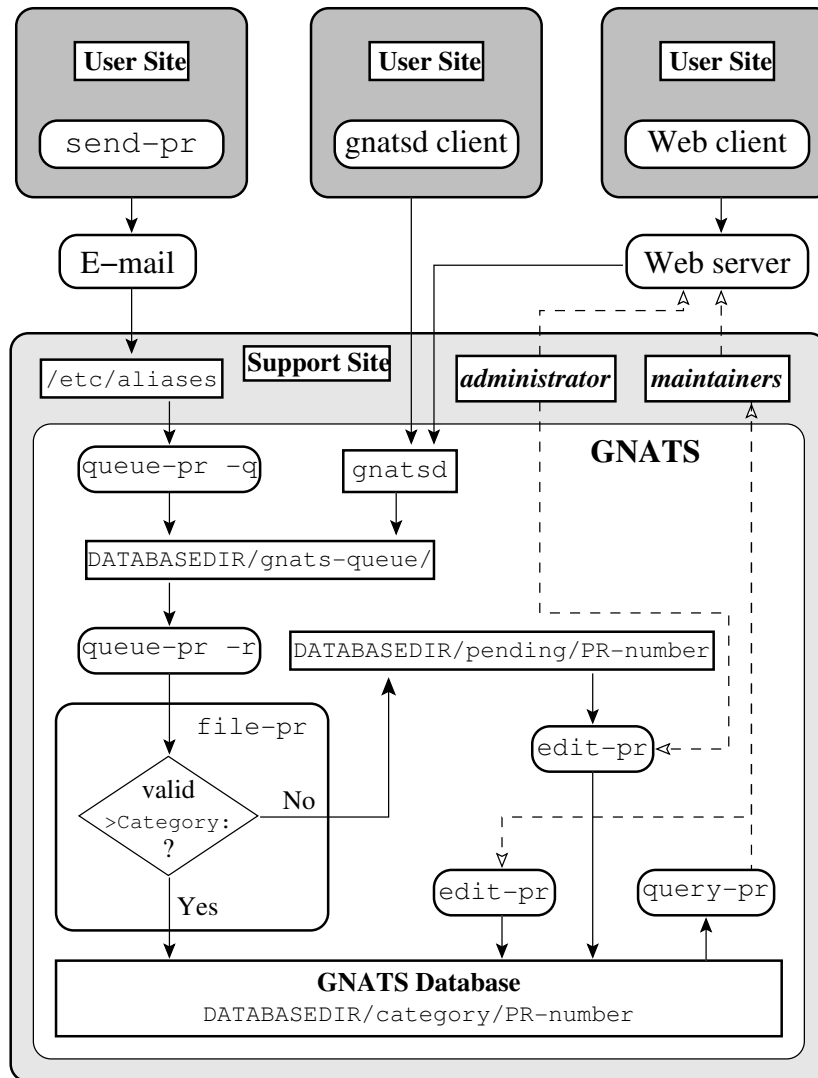 User Site
User Site
User Site
send-pr
gnatsd client
Web client
E-mail
Web server
Support Site
/etc/aliases
administrator
maintainers
GNATS
queue-pr -q
gnatsd
DATABASEDIR/gnats-queue/
queue-pr -r
DATABASEDIR/pending/PR-number
file-pr
edit-pr
valid
>Category:
?
No
edit-pr
query-pr
Yes
GNATS Database
DATABASEDIR/category/PR-number